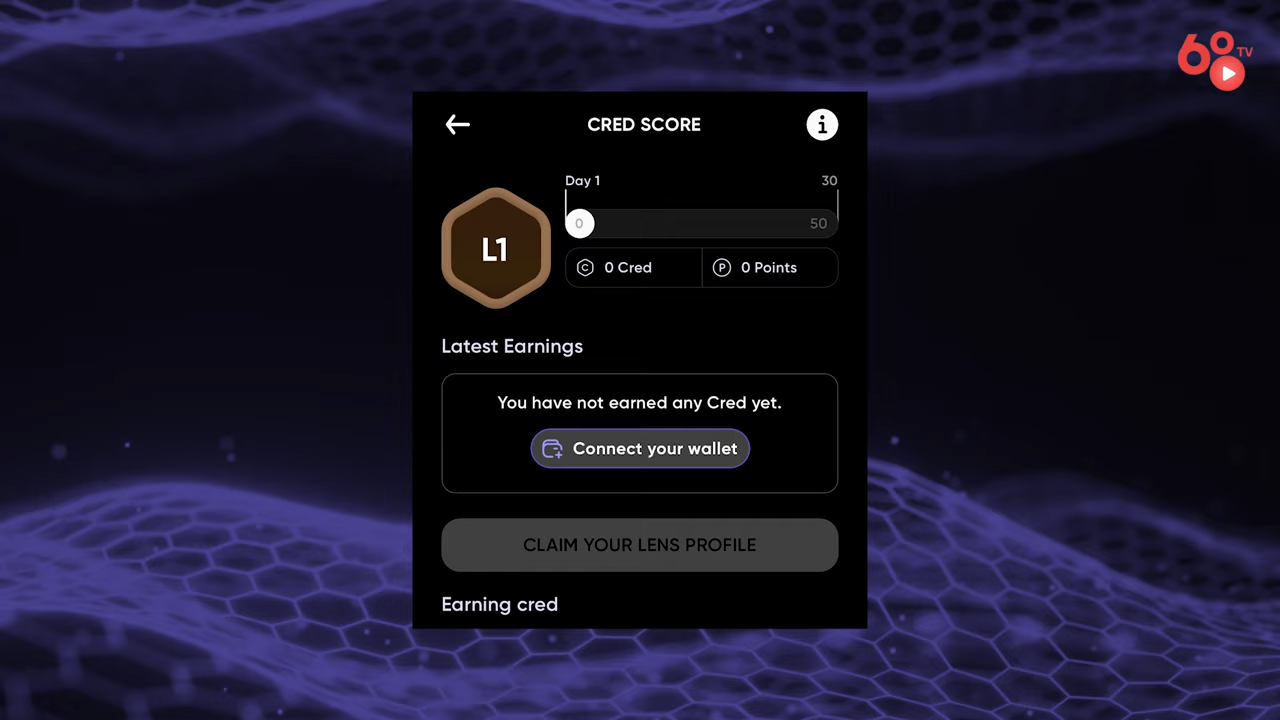 68 TV
CRED SCORE
Day 1
30
0
50
L1
0 Cred
0 Points
Latest Earnings
You have not earned any Cred yet.
Connect your wallet
CLAIM YOUR LENS PROFILE
Earning cred